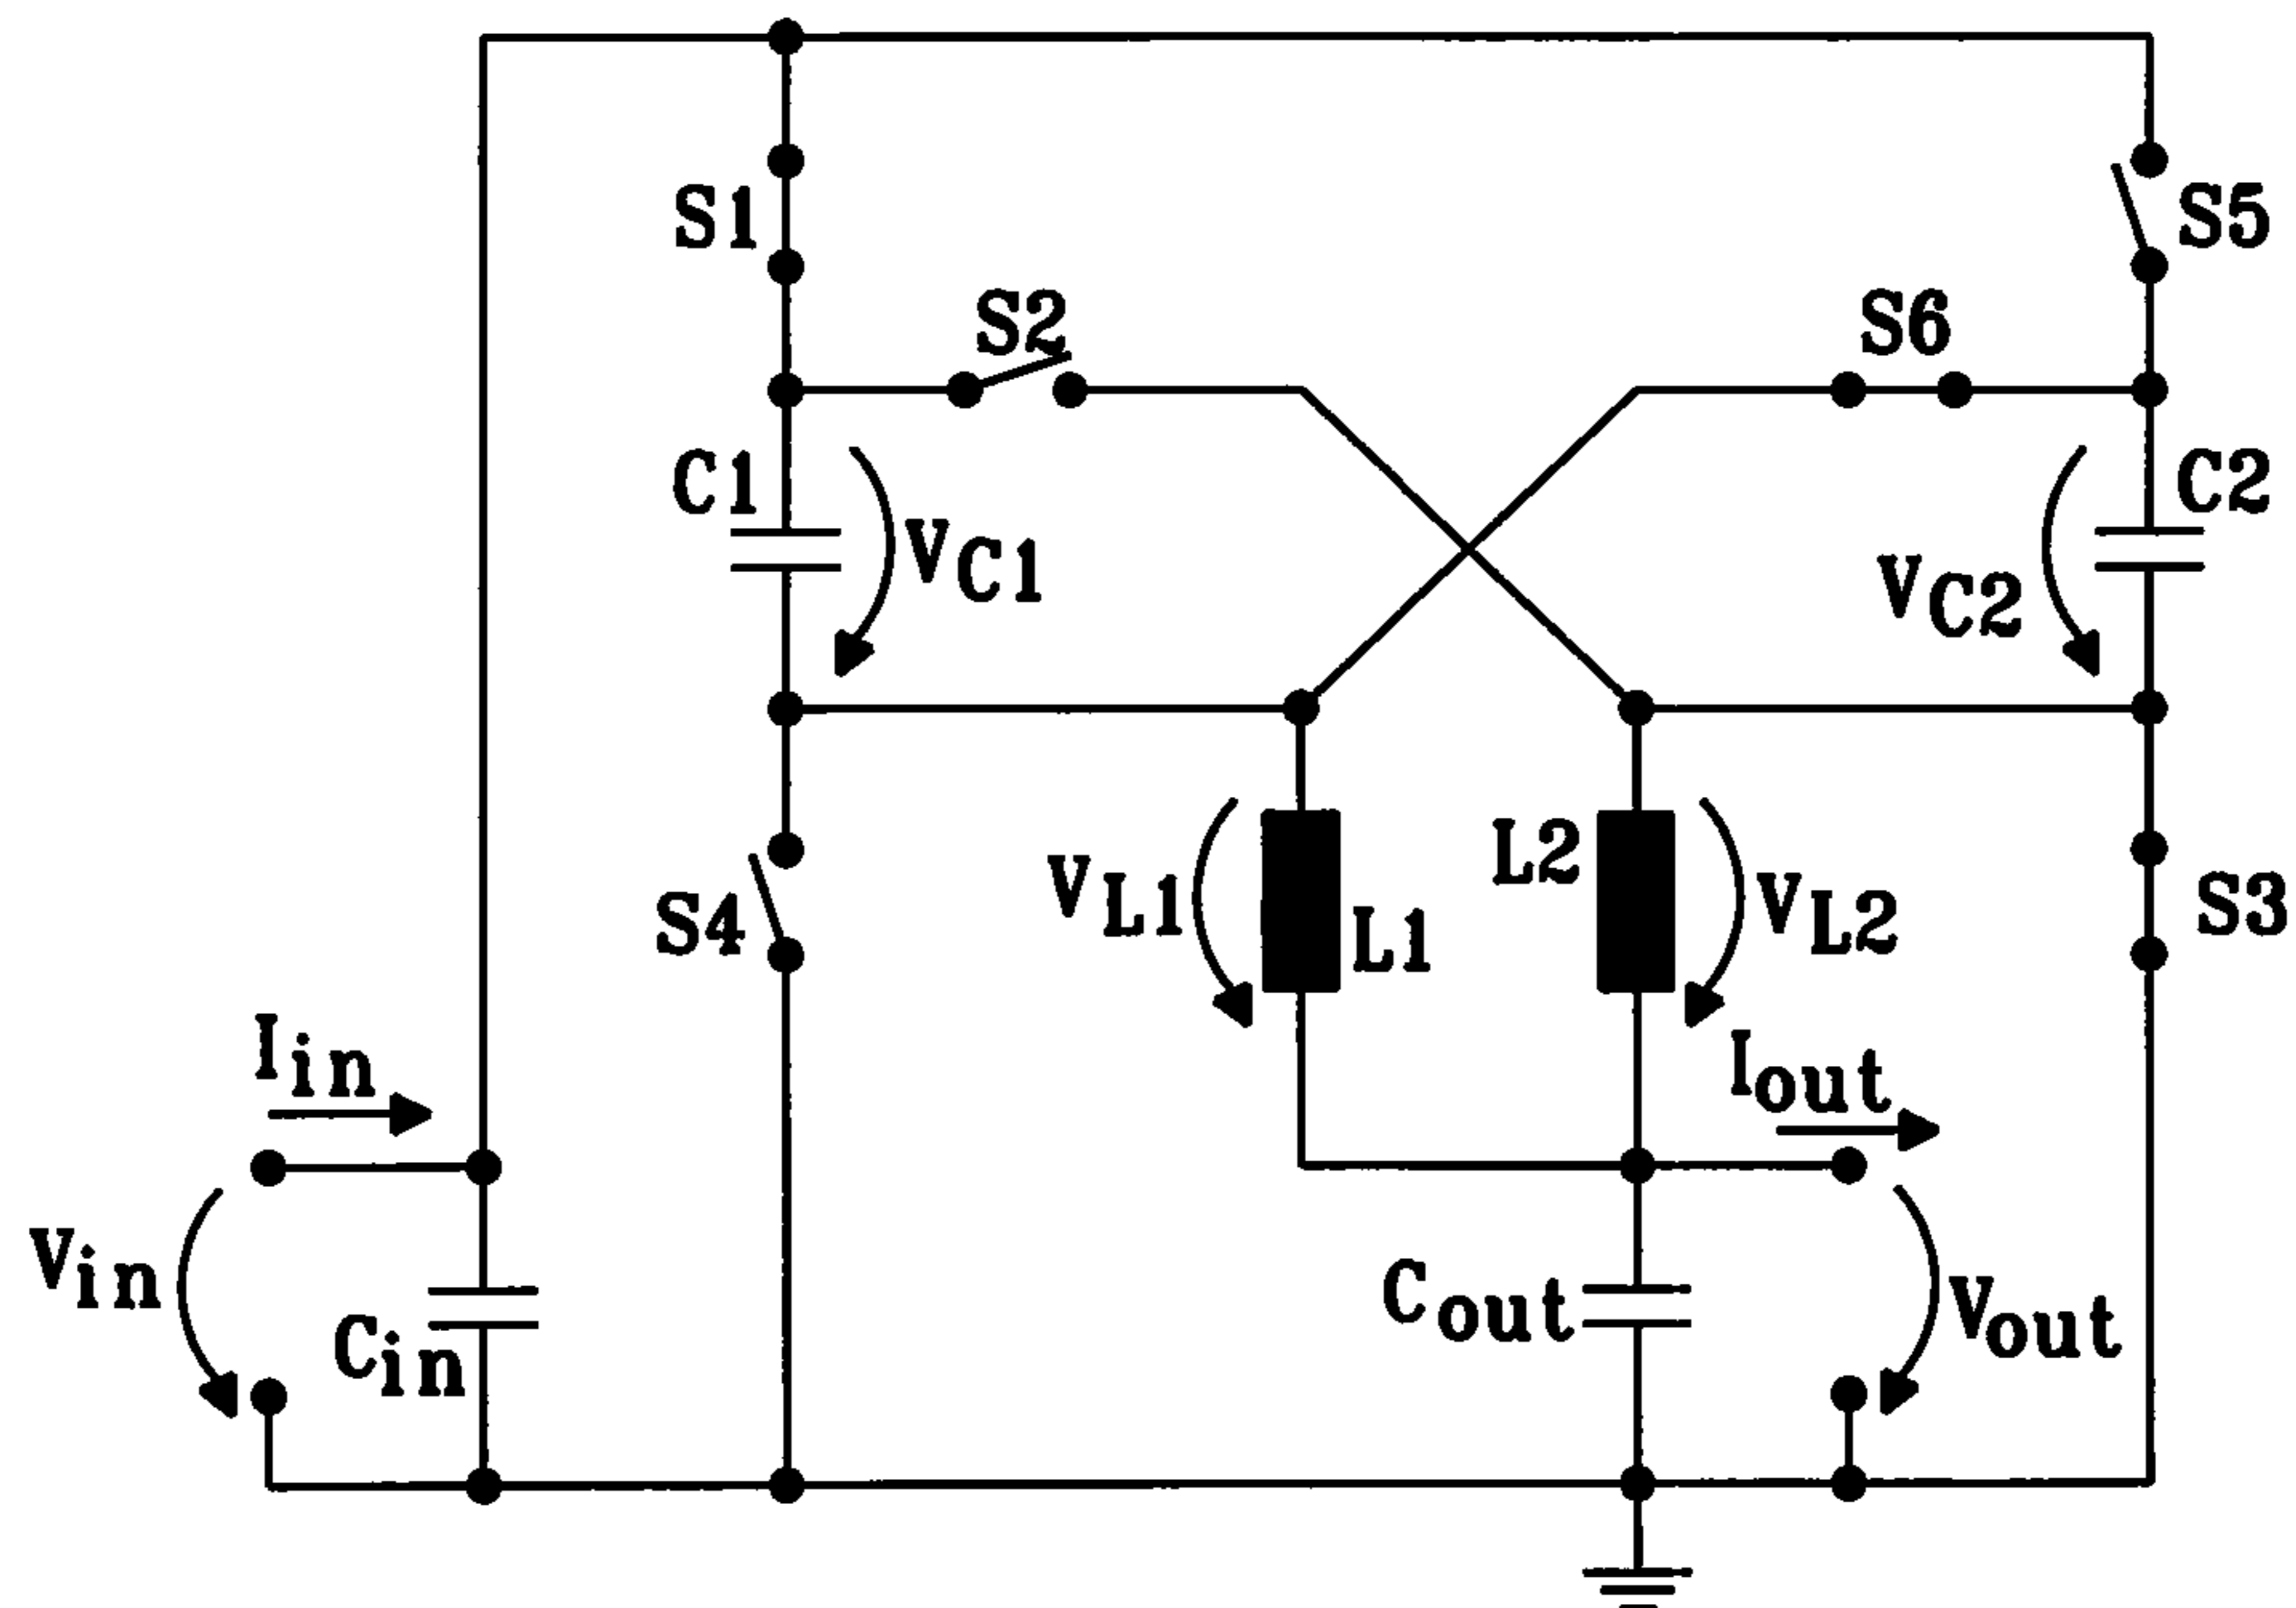 S1
S5
S2
S6
C1
C2
VC1
VC2
S4
VL1
L1
L2
VL2
S3
Iin
Iout
Vin
Cin
Cout
Vout